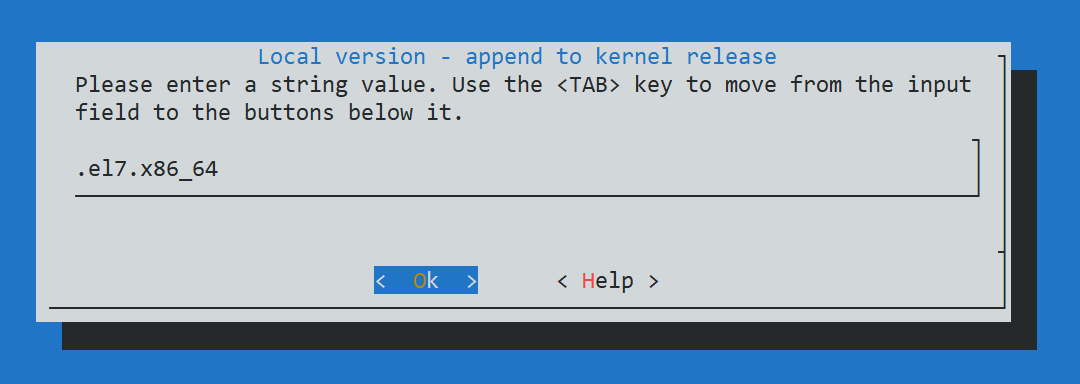 Local version - append to kernel release
Please enter a string value. Use the <TAB> key to move from the input
field to the buttons below it.
.el7.x86_64
<  Ok  > < Help >